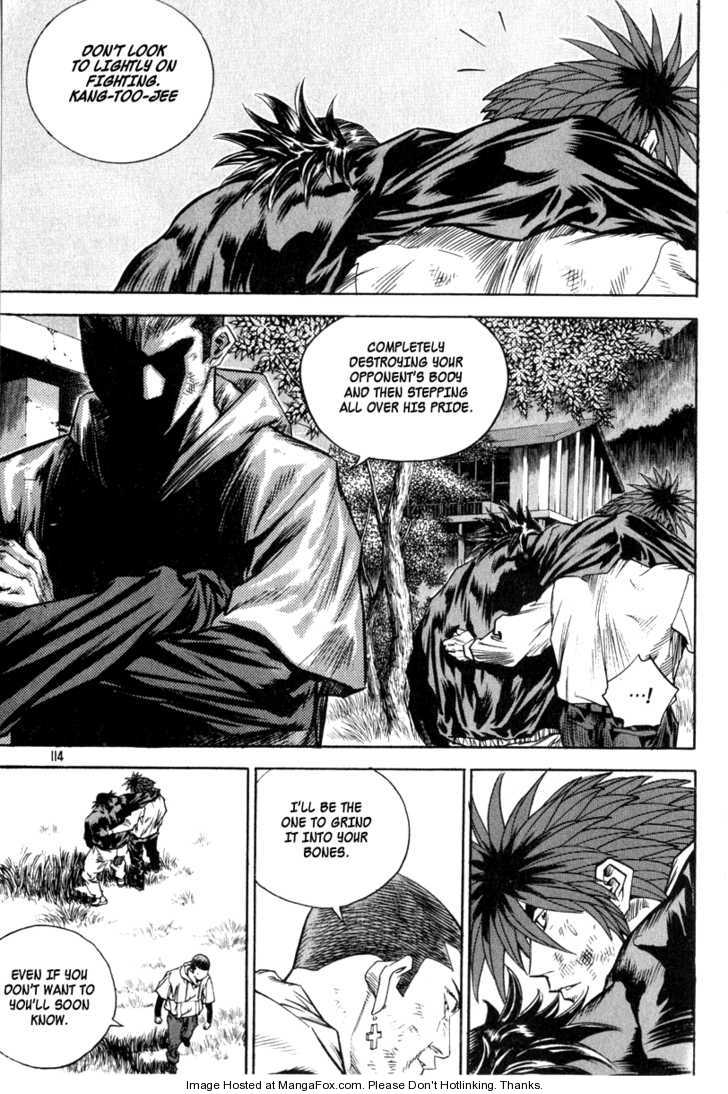 DON'T LOOK
TO LIGHTLY ON
FIGHTING.
KANG-TOO-JEE
COMPLETELY
DESTROYING YOUR
OPPONENT'S BODY
AND THEN STEPPING
ALL OVER HIS PRIDE.
...!
114
I'LL BE THE
ONE TO GRIND
IT INTO YOUR
BONES.
EVEN IF YOU
DON'T WANT TO
YOU'LL SOON
KNOW.
Image Hosted at MangaFox.com. Please Don't Hotlinking. Thanks.